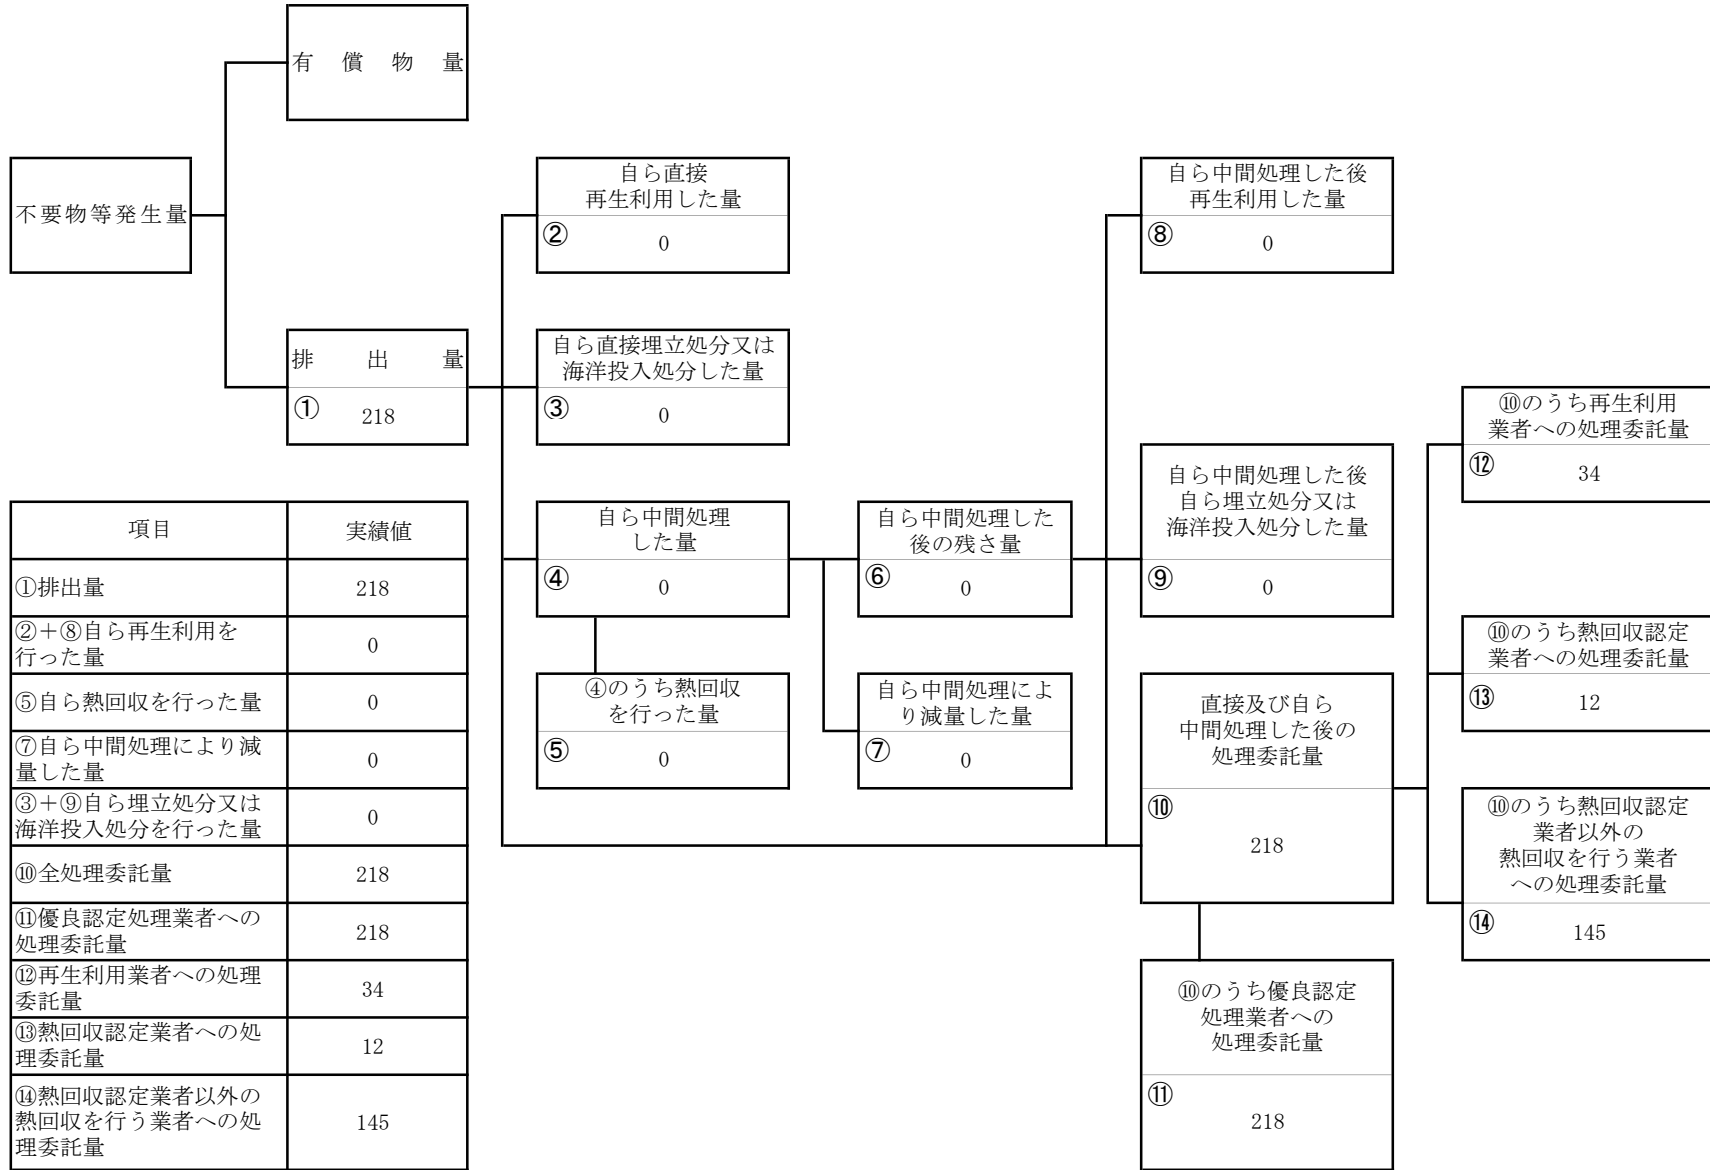 有償物量
不要物等発生量
排出量
① 218
自ら直接
再生利用した量
② 0
自ら直接埋立処分又は
海洋投入処分した量
③ 0
自ら中間処理
した量
④ 0
④のうち熱回収
を行った量
⑤ 0
自ら中間処理した
後の残さ量
⑥ 0
自ら中間処理によ
り減量した量
⑦ 0
自ら中間処理した後
再生利用した量
⑧ 0
自ら中間処理した後
自ら埋立処分又は
海洋投入処分した量
⑨ 0
直接及び自ら
中間処理した後の
処理委託量
⑩
218
⑩のうち優良認定
処理業者への
処理委託量
⑪
218
⑩のうち再生利用
業者への処理委託量
⑫ 34
⑩のうち熱回収認定
業者への処理委託量
⑬ 12
⑩のうち熱回収認定
業者以外の
熱回収を行う業者
への処理委託量
⑭ 145
項目 実績値
①排出量 218
②+⑧自ら再生利用を
行った量 0
⑤自ら熱回収を行った量 0
⑦自ら中間処理により減
量した量 0
③+⑨自ら埋立処分又は
海洋投入処分を行った量 0
⑩全処理委託量 218
⑪優良認定処理業者への
処理委託量 218
⑫再生利用業者への処理
委託量 34
⑬熱回収認定業者への処
理委託量 12
⑭熱回収認定業者以外の
熱回収を行う業者への処
理委託量 145